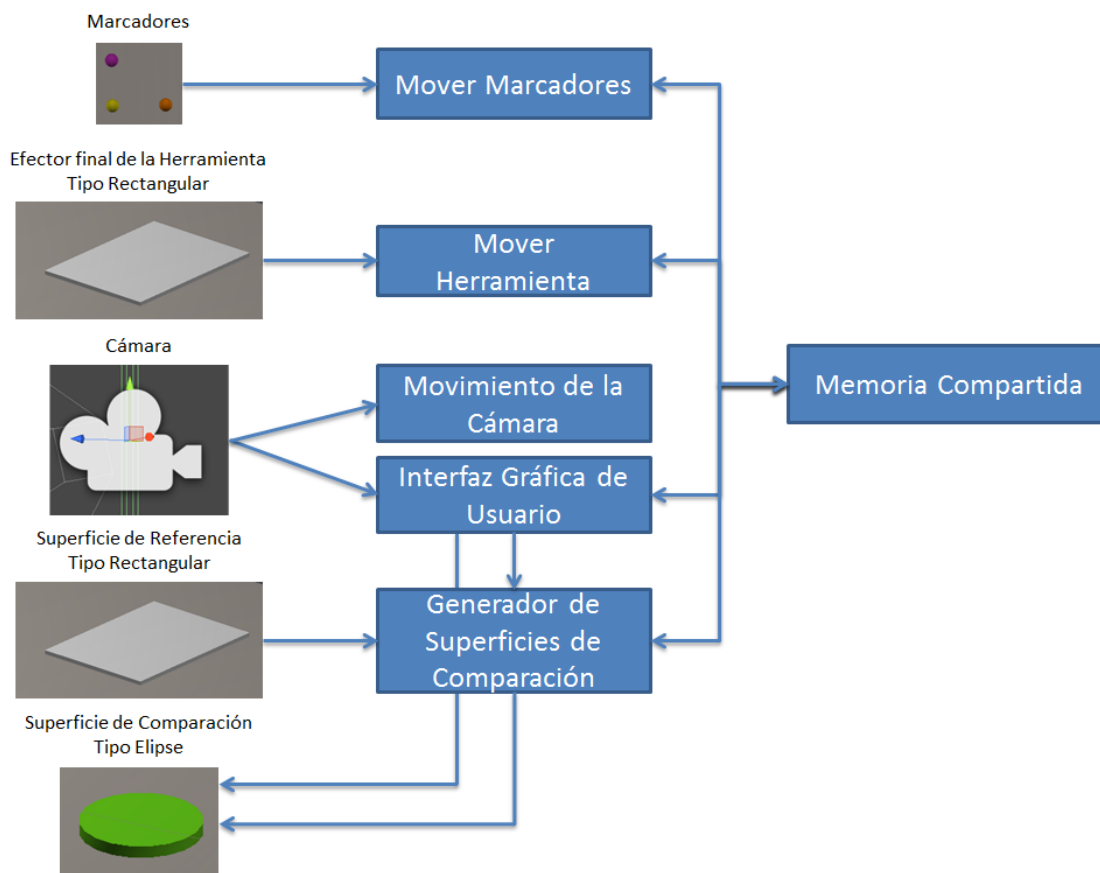 Marcadores
Mover Marcadores
Efector final de la Herramienta
Tipo Rectangular
Mover
Herramienta
Cámara
Movimiento de la
Cámara
Memoria Compartida
Interfaz Gráfica de
Usuario
Superficie de Referencia
Tipo Rectangular
Generador de
Superficies de
Comparación
Superficie de Comparación
Tipo Elipse